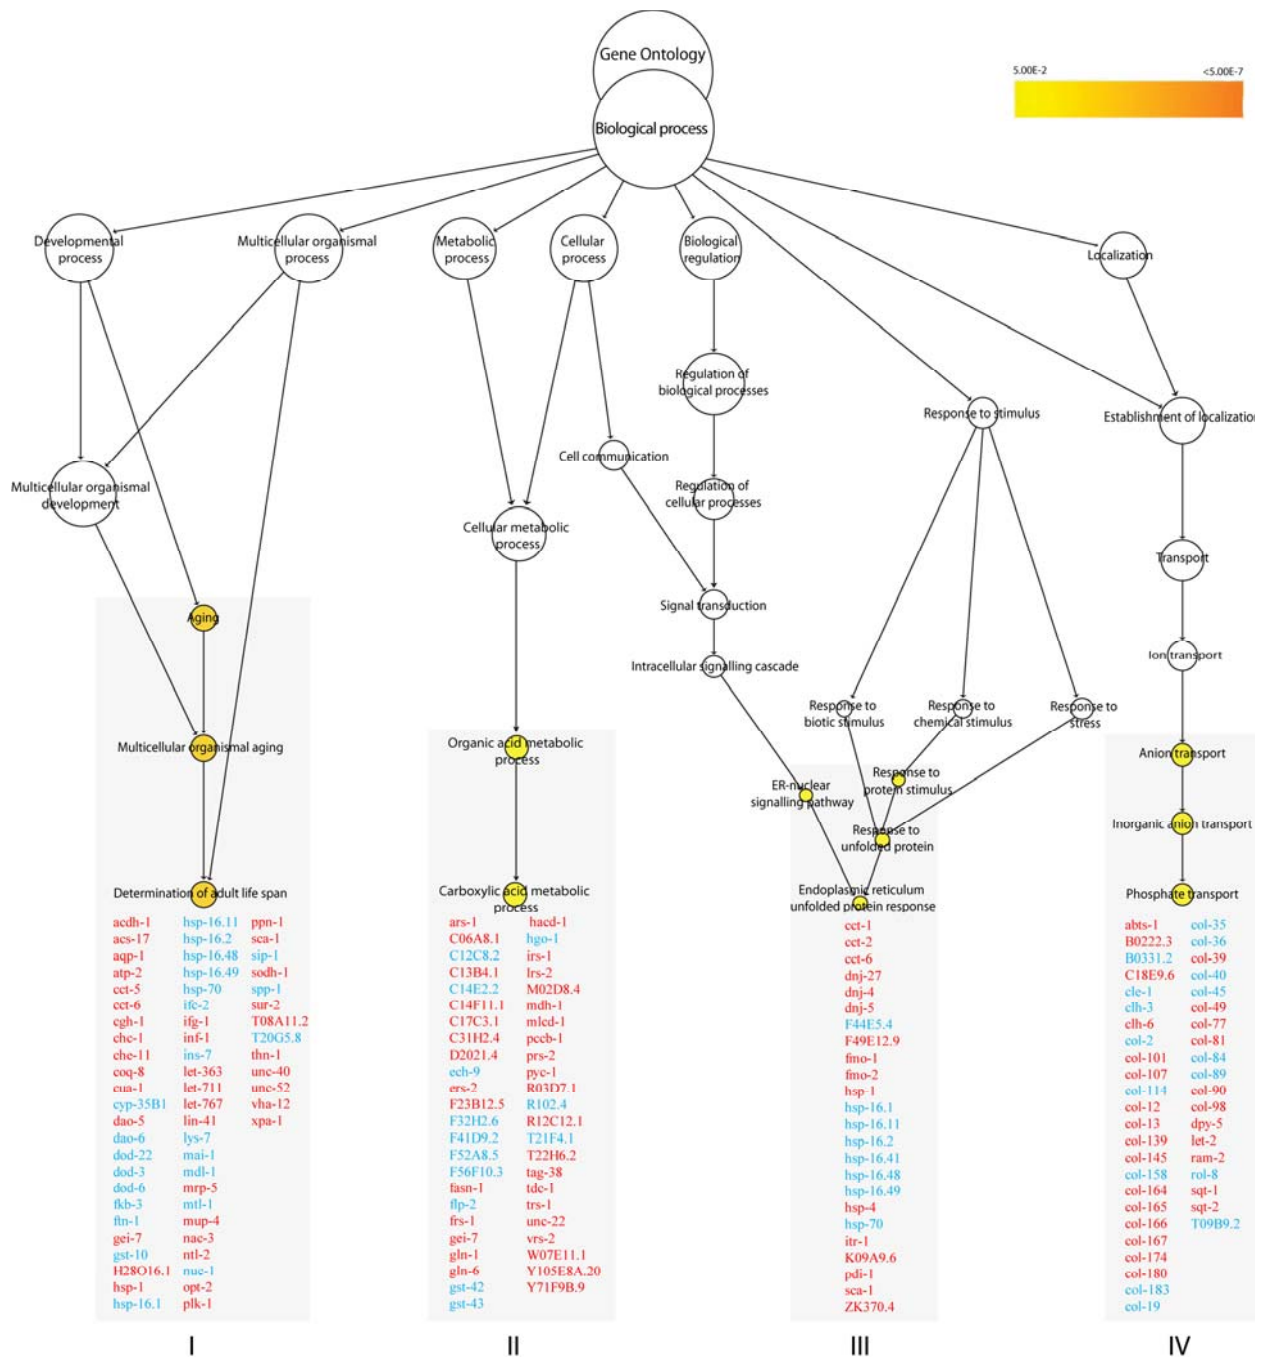 Gene Ontology
Biological process
5.00E-2
<5.00E-7
Developmental
process
Multicellular organismal
process
Metabolic
process
Cellular
process
Biological
regulation
Localization
Regulation of
biological processes
Response to stimulus
Establishment of localization
Cell communication
Multicellular organismal
development
Regulation of
cellular processes
Cellular metabolic
process
Transport
Aging
Signal transduction
Intracellular signalling cascade
Ion transport
Response to
biotic stimulus
Response to
chemical stimulus
Response to
stress
Multicellular organismal aging
Organic acid metabolic
process
Anion transport
ER-nuclear
signalling pathway
Response to
protein stimulus
Response to
unfolded protein
Inorganic anion transport
Determination of adult life span
Carboxylic acid metabolic
process
Endoplasmic reticulum
unfolded protein response
Phosphate transport
acdh-1 hsp-16.11 ppn-1
acs-17 hsp-16.2 sca-1
aqp-1 hsp-16.48 sip-1
atp-2 hsp-16.49 sodh-1
cct-5 hsp-70 spp-1
cct-6 ifc-2 sur-2
cgh-1 ifg-1 T08A11.2
chc-1 inf-1 T20G5.8
che-11 ins-7 thn-1
coq-8 let-363 unc-40
cua-1 let-711 unc-52
cyp-35B1 let-767 vha-12
dao-5 lin-41 xpa-1
dao-6 lys-7
dod-22 mai-1
dod-3 mdl-1
dod-6 mrp-5
fkb-3 mtl-1
ftn-1 mup-4
gei-7 nac-3
gst-10 ntl-2
H28O16.1 nuc-1
hsp-1 opt-2
hsp-16.1 plk-1
ars-1 hacd-1
C06A8.1 hgo-1
C12C8.2 irs-1
C13B4.1 lrs-2
C14E2.2 M02D8.4
C14F11.1 mdh-1
C17C3.1 mlcd-1
C31H2.4 pccb-1
D2021.4 prs-2
ech-9 pyc-1
ers-2 R03D7.1
F23B12.5 R102.4
F32H2.6 R12C12.1
F41D9.2 T21F4.1
F52A8.5 T22H6.2
F56F10.3 tag-38
fasn-1 tdc-1
flp-2 trs-1
frs-1 unc-22
gei-7 vrs-2
gln-1 W07E11.1
gln-6 Y105E8A.20
gst-42 Y71F9B.9
gst-43
cct-1
cct-2
cct-6
dnj-27
dnj-4
dnj-5
F44E5.4
F49E12.9
fmo-1
fmo-2
hsp-1
hsp-16.1
hsp-16.11
hsp-16.2
hsp-16.41
hsp-16.48
hsp-16.49
hsp-4
hsp-70
itr-1
K09A9.6
pdi-1
sca-1
ZK370.4
abts-1 col-35
B0222.3 col-36
B0331.2 col-39
C18E9.6 col-40
cle-1 col-45
clh-3 col-49
clh-6 col-77
col-2 col-81
col-101 col-84
col-107 col-89
col-114 col-90
col-12 col-98
col-13 dpy-5
col-139 let-2
col-145 ram-2
col-158 rol-8
col-164 sqt-1
col-165 sqt-2
col-166 T09B9.2
col-167
col-174
col-180
col-183
col-19
I
II
III
IV